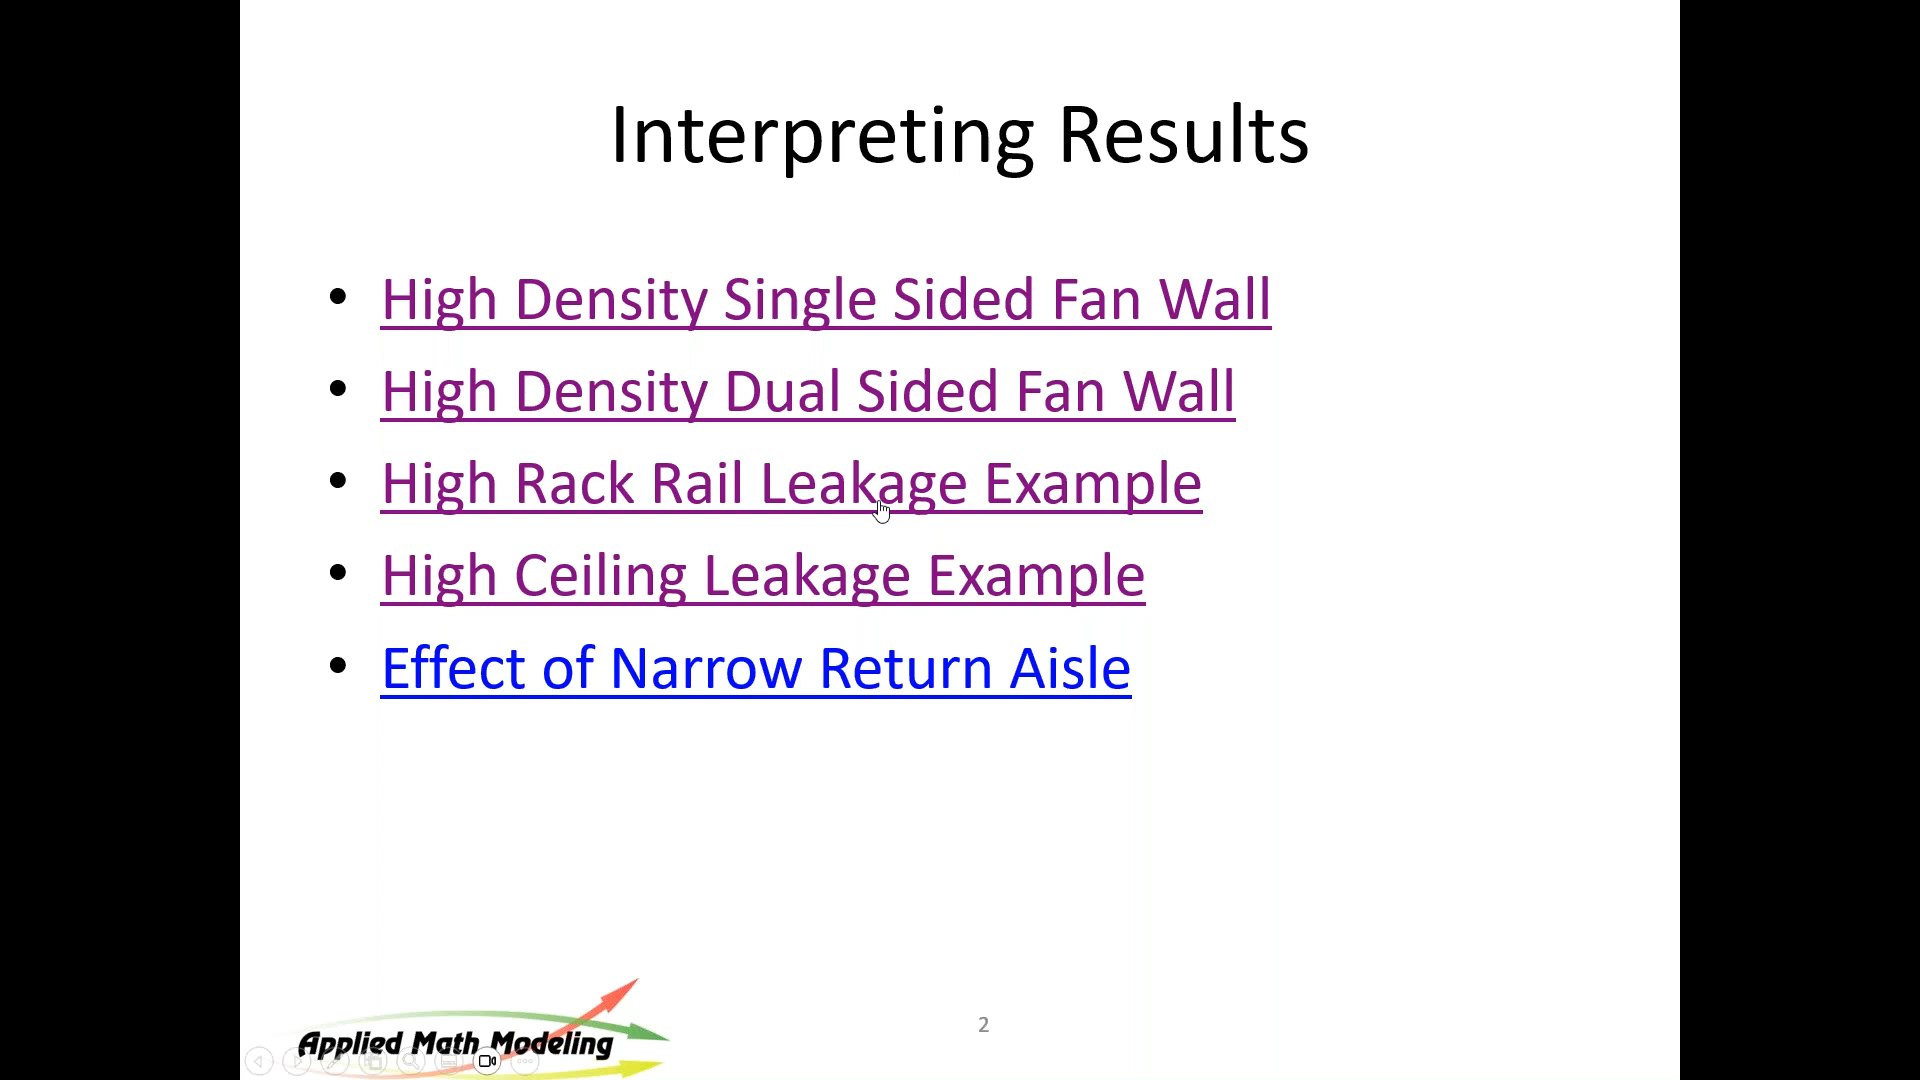 Interpreting Results
• High Density Single Sided Fan Wall
• High Density Dual Sided Fan Wall
• High Rack Rail Leakage Example
• High Ceiling Leakage Example
• Effect of Narrow Return Aisle
Applied Math Modeling
2